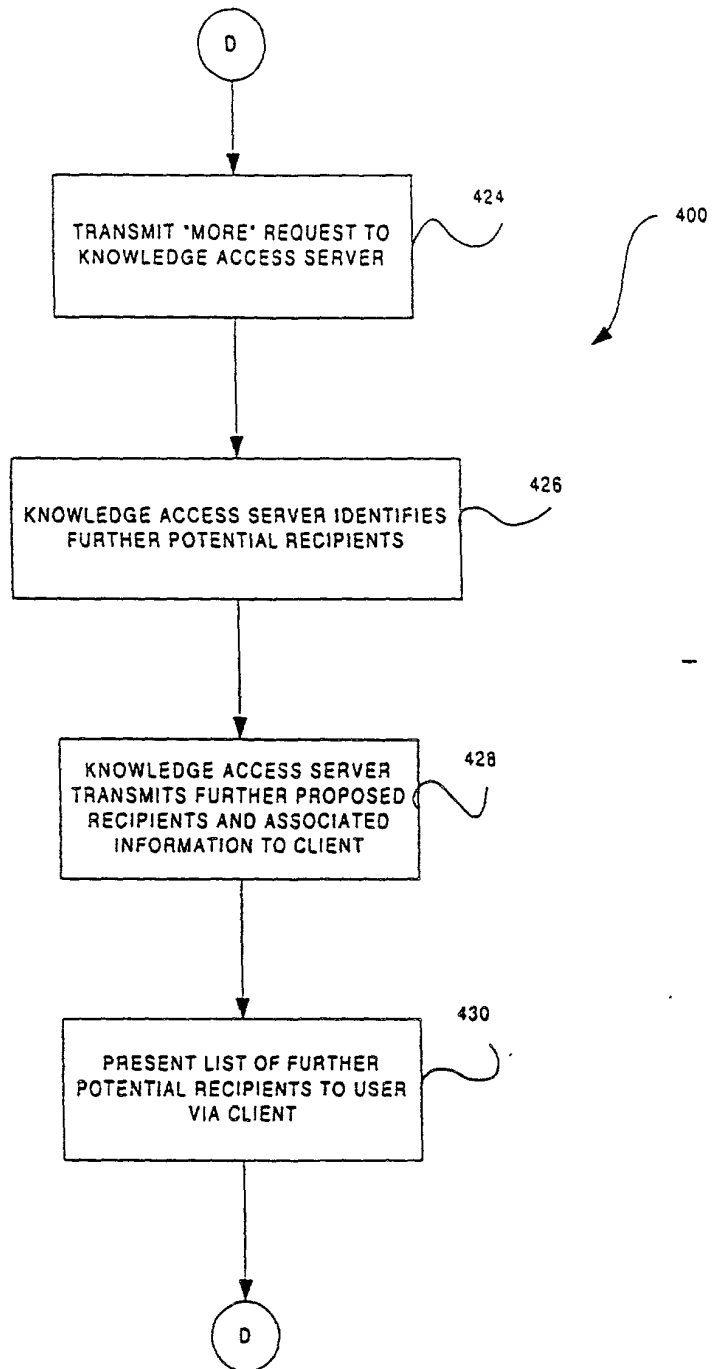 D
TRANSMIT "MORE" REQUEST TO
KNOWLEDGE ACCESS SERVER
424
400
KNOWLEDGE ACCESS SERVER IDENTIFIES
FURTHER POTENTIAL RECIPIENTS
426
KNOWLEDGE ACCESS SERVER
TRANSMITS FURTHER PROPOSED
RECIPIENTS AND ASSOCIATED
INFORMATION TO CLIENT
428
PRESENT LIST OF FURTHER
POTENTIAL RECIPIENTS TO USER
VIA CLIENT
430
D